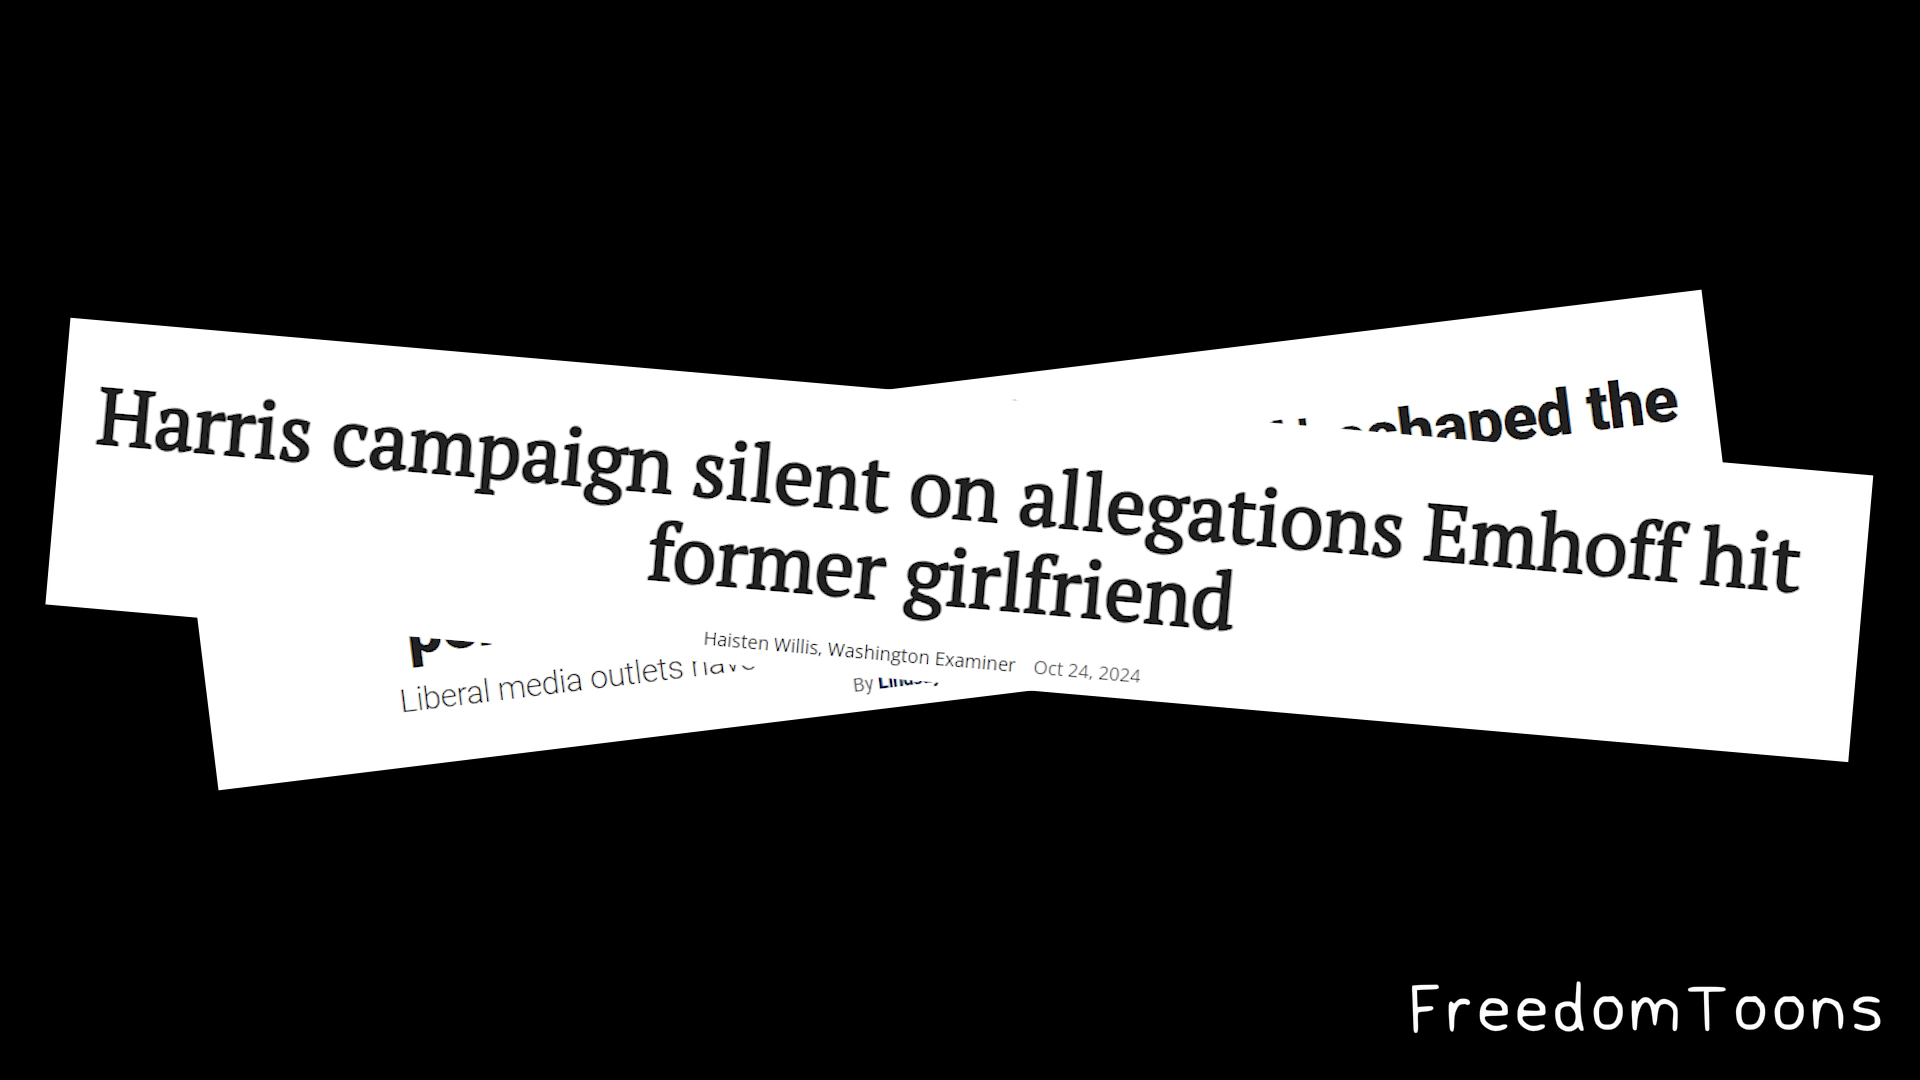 shaped the
Harris campaign silent on allegations Emhoff hit
former girlfriend
Haisten Willis, Washington Examiner Oct 24, 2024
Liberal media outlets have
By
FreedomToons